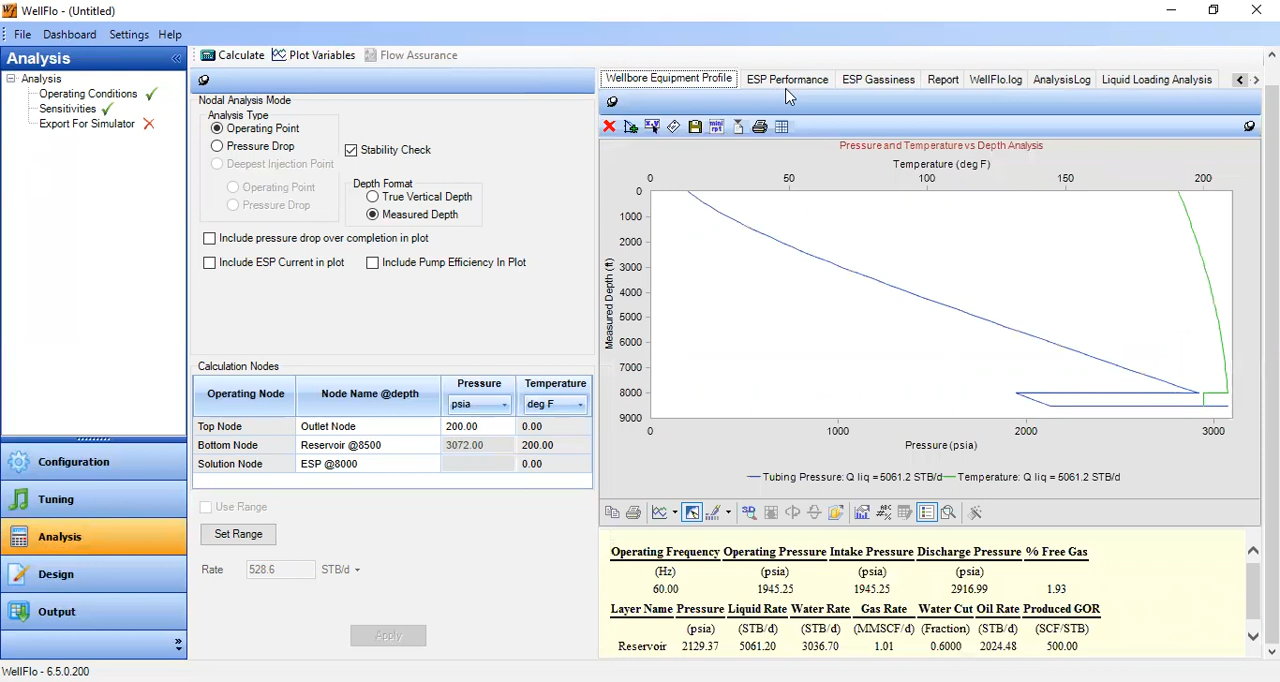 WellFlo - (Untitled)
File Dashboard Settings Help
Analysis
Analysis
Operating Conditions
Sensitivities
Export For Simulator
Configuration
Tuning
Analysis
Design
Output
WellFlo - 6.5.0.200
Calculate Plot Variables Flow Assurance
Nodal Analysis Mode
Analysis Type
Operating Point
Pressure Drop
Deepest Injection Point
Operating Point
Pressure Drop
Stability Check
Depth Format
True Vertical Depth
Measured Depth
Include pressure drop over completion in plot
Include ESP Current in plot Include Pump Efficiency In Plot
Calculation Nodes
Operating Node Node Name @depth Pressure Temperature
psia deg F
Top Node Outlet Node 200.00 0.00
Bottom Node Reservoir @8500 3072.00 200.00
Solution Node ESP @8000 0.00
Use Range
Set Range
Rate 528.6 STB/d
Apply
Wellbore Equipment Profile ESP Performance ESP Gassiness Report WellFlo.log AnalysisLog Liquid Loading Analysis
Pressure and Temperature vs Depth Analysis
Temperature (deg F)
0 50 100 150 200
Measured Depth (ft)
0
1000
2000
3000
4000
5000
6000
7000
8000
9000
0 1000 2000 3000
Pressure (psia)
Tubing Pressure: Q liq = 5061.2 STB/d Temperature: Q liq = 5061.2 STB/d
Operating Frequency Operating Pressure Intake Pressure Discharge Pressure % Free Gas
(Hz) (psia) (psia) (psia)
60.00 1945.25 1945.25 2916.99 1.93
Layer Name Pressure Liquid Rate Water Rate Gas Rate Water Cut Oil Rate Produced GOR
(psia) (STB/d) (STB/d) (MMSCF/d) (Fraction) (STB/d) (SCF/STB)
Reservoir 2129.37 5061.20 3036.70 1.01 0.6000 2024.48 500.00